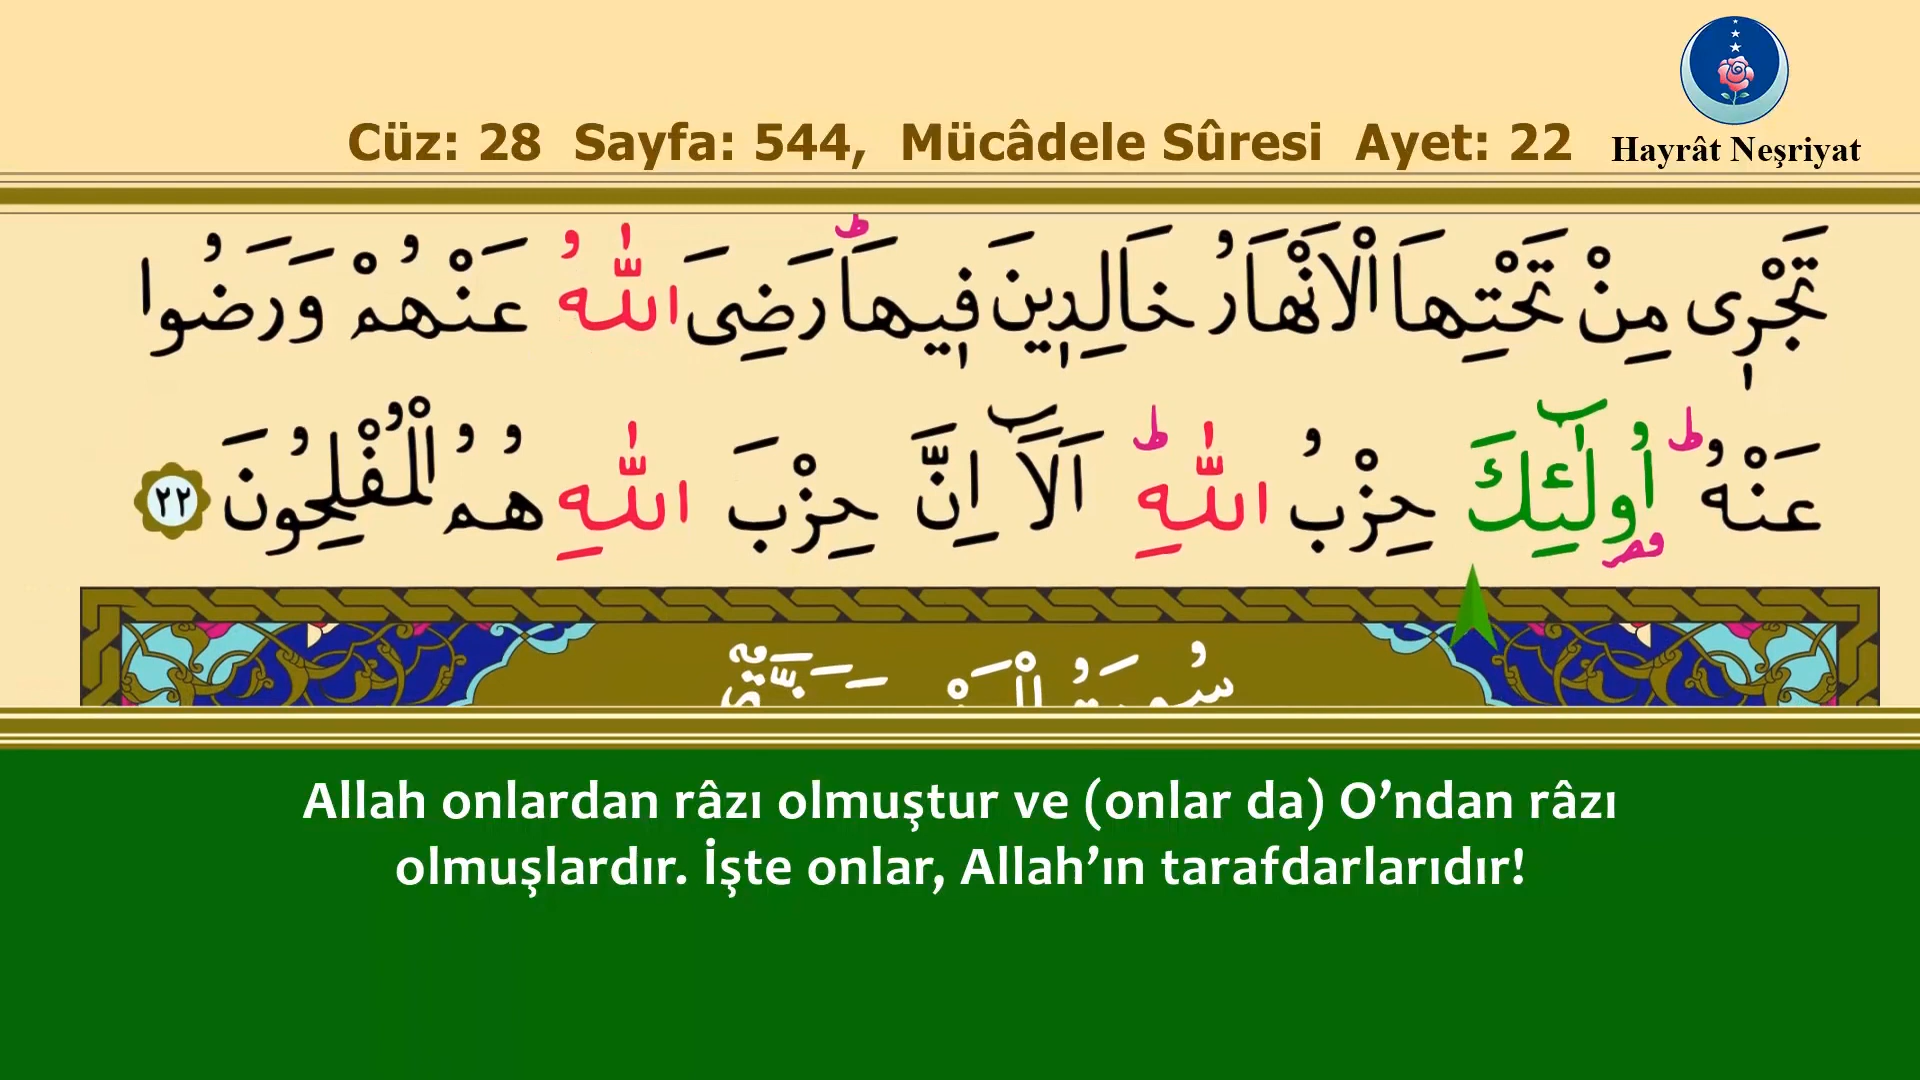 Cüz: 28 Sayfa: 544, Mücâdele Sûresi Ayet: 22
Hayrât Neşriyat
تَجْرٖى مِنْ تَحْتِهَا الْاَنْهَارُ خَالِدٖينَ فٖيهَاۜ رَضِىَ اللّٰهُ عَنْهُمْ وَرَضُوا
عَنْهُۜ اُو۬لٰٓئِكَ حِزْبُ اللّٰهِۜ اَلَٓا اِنَّ حِزْبَ اللّٰهِ هُمُ الْمُفْلِحُونَ ٢٢
Allah onlardan râzı olmuştur ve (onlar da) O’ndan râzı
olmuşlardır. İşte onlar, Allah’ın tarafdarlarıdır!